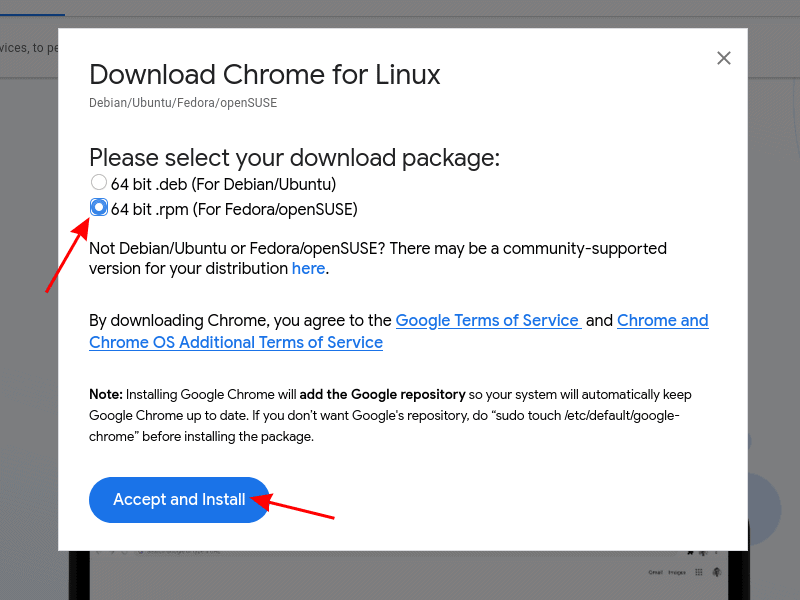 vices, to pe
Download Chrome for Linux
Debian/Ubuntu/Fedora/openSUSE
Please select your download package:
64 bit .deb (For Debian/Ubuntu)
64 bit .rpm (For Fedora/openSUSE)
Not Debian/Ubuntu or Fedora/openSUSE? There may be a community-supported
version for your distribution here.
By downloading Chrome, you agree to the Google Terms of Service and Chrome and
Chrome OS Additional Terms of Service
Note: Installing Google Chrome will add the Google repository so your system will automatically keep
Google Chrome up to date. If you don’t want Google's repository, do “sudo touch /etc/default/google-
chrome” before installing the package.
Accept and Install
Gmail Images